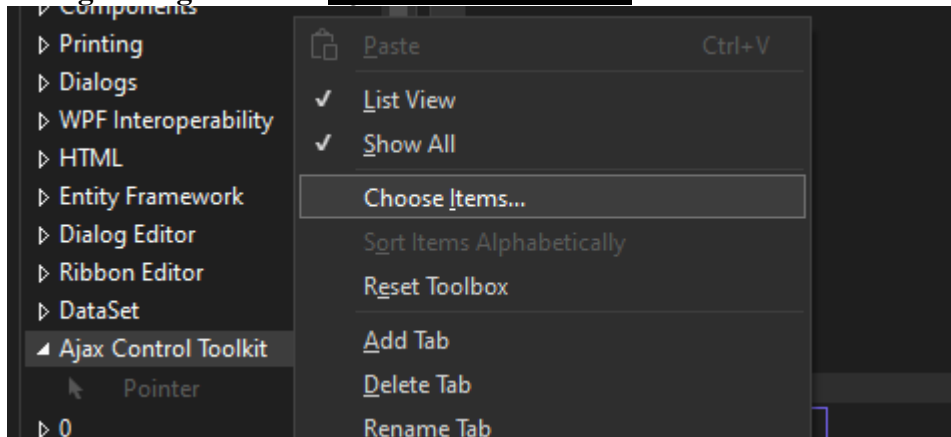 Components
Printing
Dialogs
WPF Interoperability
HTML
Entity Framework
Dialog Editor
Ribbon Editor
DataSet
Ajax Control Toolkit
Pointer
0
Paste Ctrl+V
List View
Show All
Choose Items...
Sort Items Alphabetically
Reset Toolbox
Add Tab
Delete Tab
Rename Tab